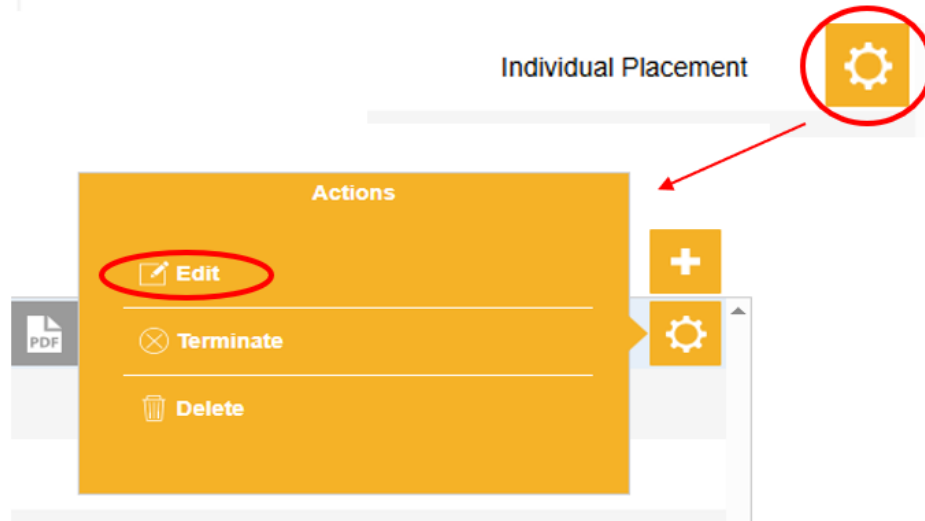 Individual Placement
Actions
Edit
PDF
Terminate
Delete